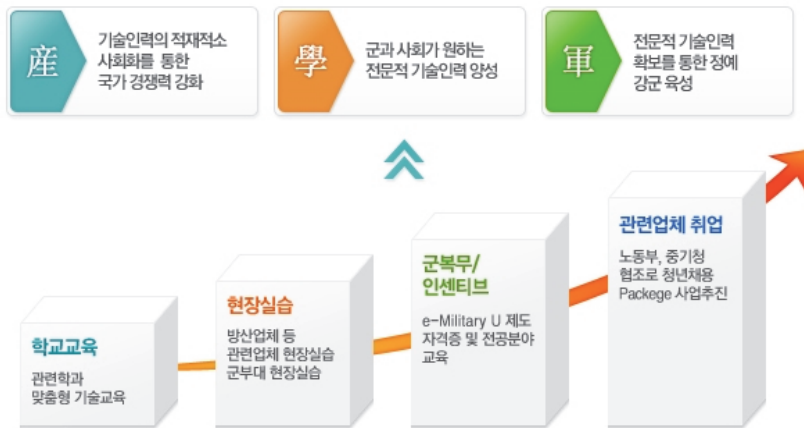 産
기술인력의 적재적소
사회화를 통한
국가 경쟁력 강화
學
군과 사회가 원하는
전문적 기술인력 양성
軍
전문적 기술인력
확보를 통한 정예
강군 육성
학교교육
관련학과
맞춤형 기술교육
현장실습
방산업체 등
관련업체 현장실습
군부대 현장실습
군복무/
인센티브
e-Military U 제도
자격증 및 전공분야
교육
관련업체 취업
노동부, 중기청
협조로 청년채용
Packege 사업추진